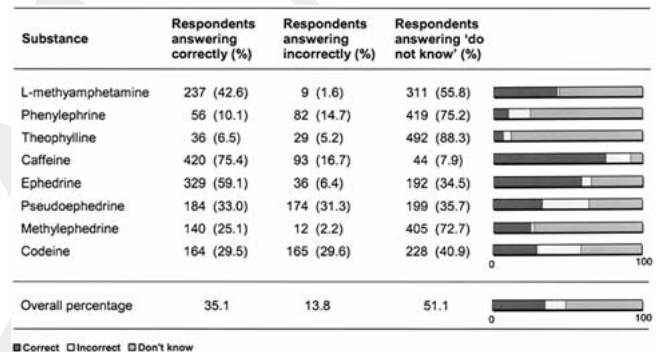 Substance Respondents answering correctly (%) Respondents answering incorrectly (%) Respondents answering 'do not know' (%)
L-methyamphetamine 237 (42.6) 9 (1.6) 311 (55.8)
Phenylephrine 56 (10.1) 82 (14.7) 419 (75.2)
Theophylline 36 (6.5) 29 (5.2) 492 (88.3)
Caffeine 420 (75.4) 93 (16.7) 44 (7.9)
Ephedrine 329 (59.1) 36 (6.4) 192 (34.5)
Pseudoephedrine 184 (33.0) 174 (31.3) 199 (35.7)
Methylephedrine 140 (25.1) 12 (2.2) 405 (72.7)
Codeine 164 (29.5) 165 (29.6) 228 (40.9)
0 100
Overall percentage 35.1 13.8 51.1
0 100
Correct Incorrect Don't know